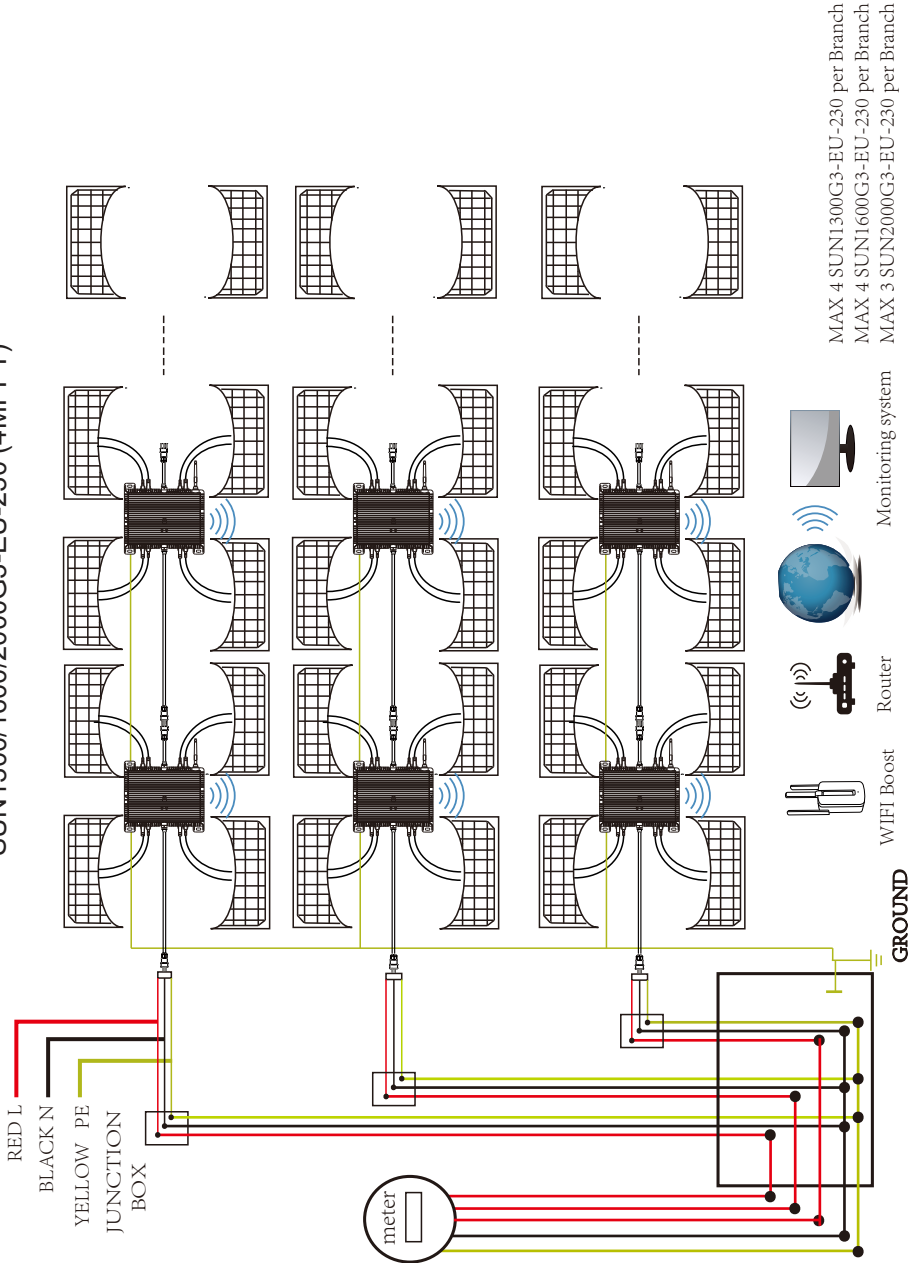 RED L
BLACK N
YELLOW PE
JUNCTION
BOX
meter
GROUND
WIFI Boost
Router
Monitoring system
MAX 4 SUN1300G3-EU-230 per Branch
MAX 4 SUN1600G3-EU-230 per Branch
MAX 3 SUN2000G3-EU-230 per Branch